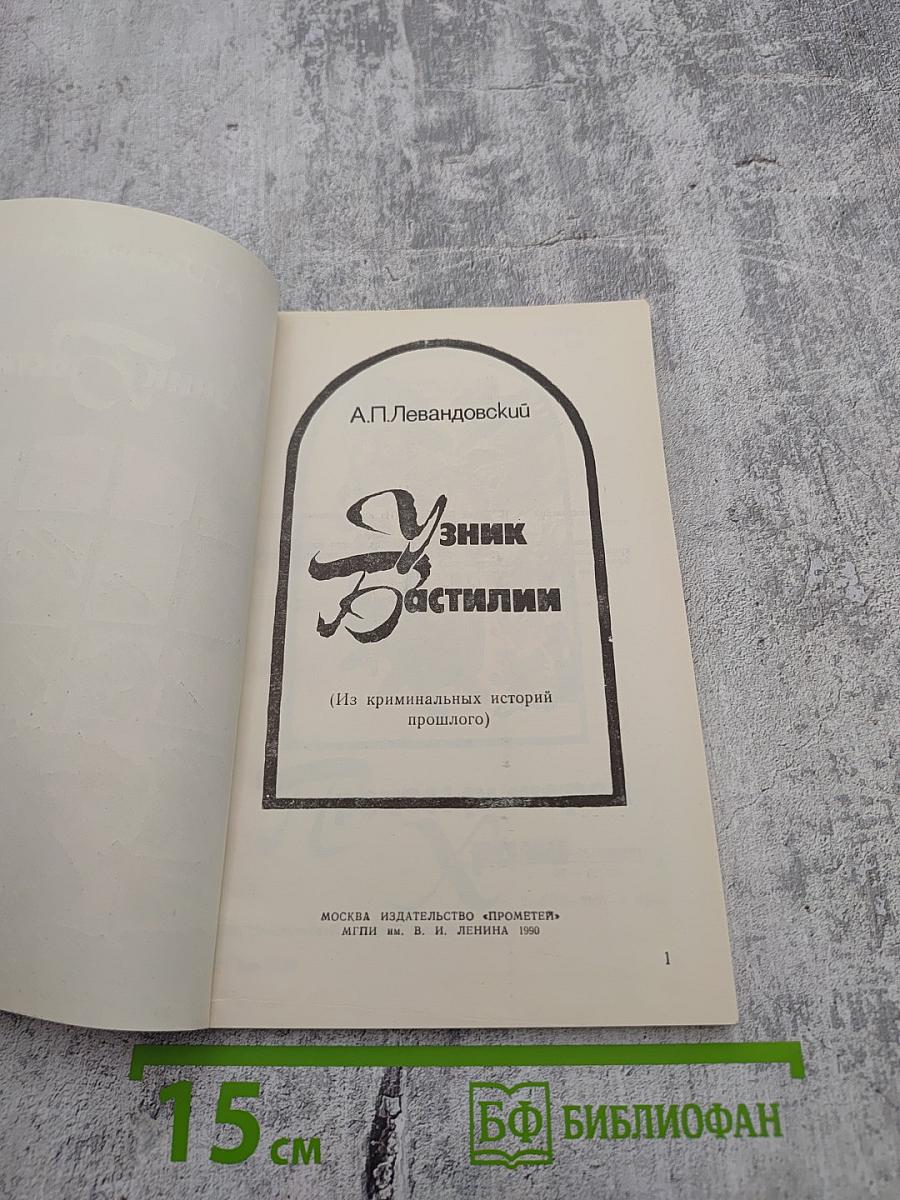 А.П.Левандовский
Узник
Бастилии
(Из криминальных историй
прошлого)
МОСКВА ИЗДАТЕЛЬСТВО «ПРОМЕТЕЙ»
МГПИ им. В. И. ЛЕНИНА 1990
1
15 см
БФ БИБЛИОФАН